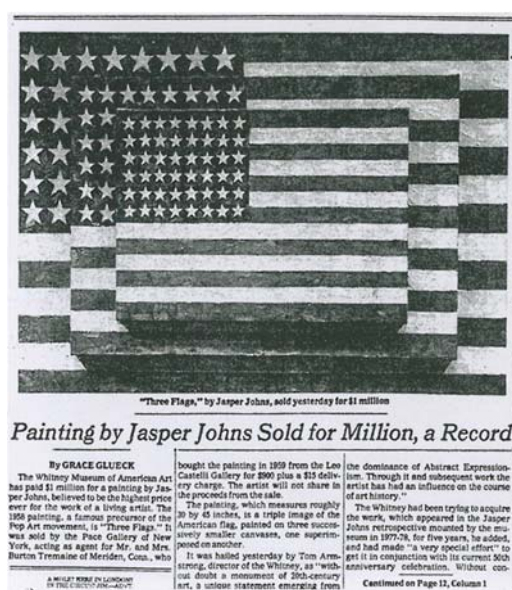 "Three Flags," by Jasper Johns, sold yesterday for $1 million
Painting by Jasper Johns Sold for Million, a Record
By GRACE GLUECK
The Whitney Museum of American Art
has paid $1 million for a painting by Jas-
per Johns, believed to be the highest price
ever for the work of a living artist. The
1958 painting, a famous precursor of the
Pop Art movement, is "Three Flags." It
was sold by the Pace Gallery of New
York, acting as agent for Mr. and Mrs.
Burton Tremaine of Meriden, Conn., who
A MOLEY HERE IN LONDON
bought the painting in 1959 from the Leo
Castelli Gallery for $900 plus a $15 deliv-
ery charge. The artist will not share in
the proceeds from the sale.
The painting, which measures roughly
30 by 45 inches, is a triple image of the
American flag, painted on three succes-
sively smaller canvases, one superim-
posed on another.
It was hailed yesterday by Tom Arm-
strong, director of the Whitney, as "with-
out doubt a monument of 20th-century
art, a unique statement emerging from
the dominance of Abstract Expression-
ism. Through it and subsequent work the
artist has had an influence on the course
of art history."
The Whitney had been trying to acquire
the work, which appeared in the Jasper
Johns retrospective mounted by the mu-
seum in 1977-78, for five years, he added,
and had made "a very special effort" to
get it in conjunction with its current 50th
anniversary celebration. Without con-
Continued on Page 12, Column 1